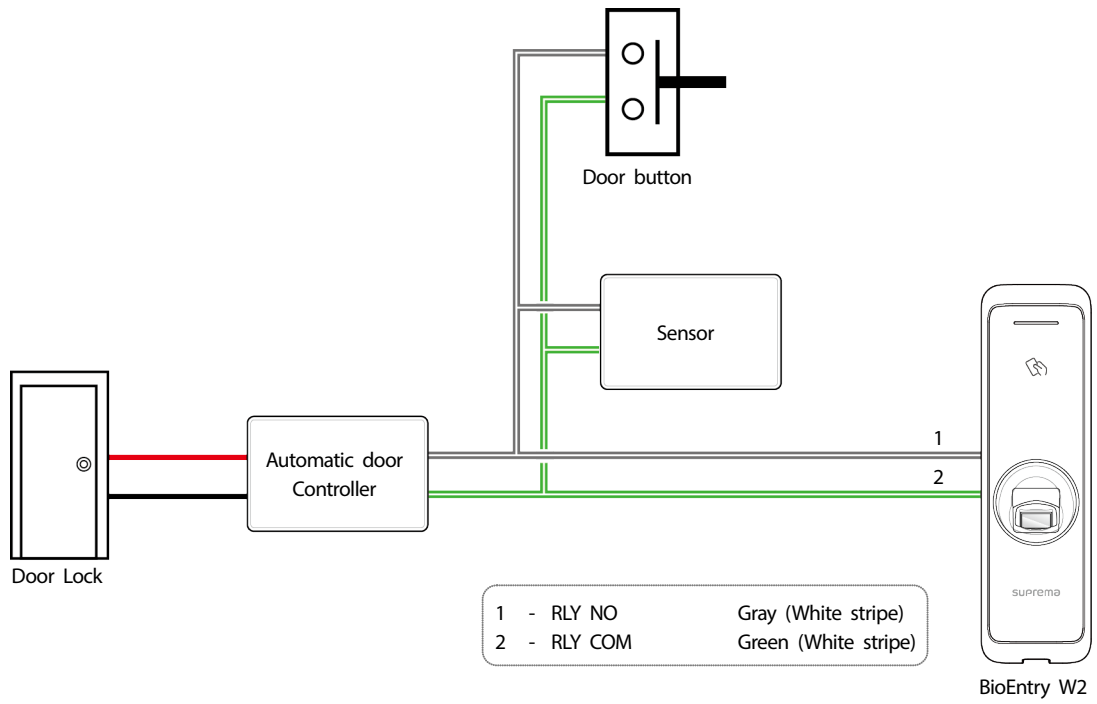 Door button
Sensor
1
Automatic door
Controller
2
Door Lock
suprema
1 - RLY NO Gray (White stripe)
2 - RLY COM Green (White stripe)
BioEntry W2